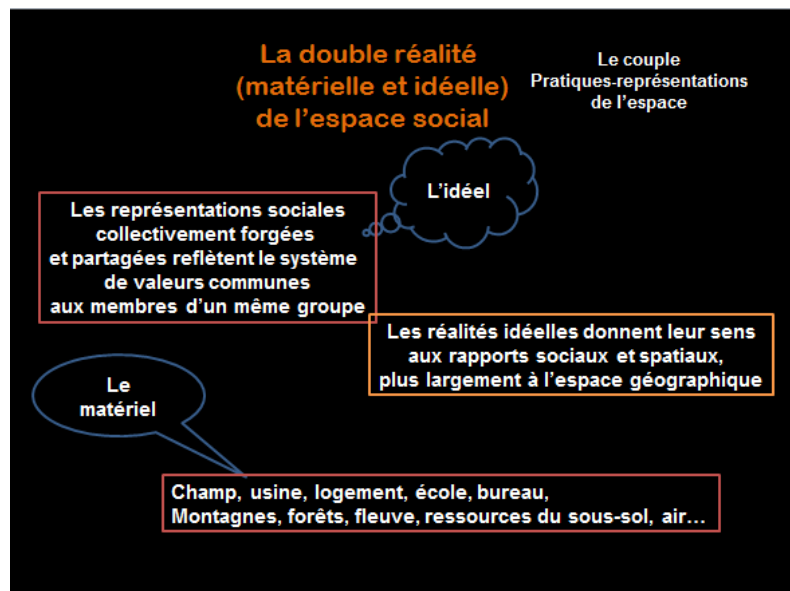 La double réalité
(matérielle et idéelle)
de l'espace social
Le couple
Pratiques-représentations
de l'espace
L'idéel
Les représentations sociales
collectivement forgées
et partagées reflètent le système
de valeurs communes
aux membres d'un même groupe
Les réalités idéelles donnent leur sens
aux rapports sociaux et spatiaux,
plus largement à l'espace géographique
Le
matériel
Champ, usine, logement, école, bureau,
Montagnes, forêts, fleuve, ressources du sous-sol, air…